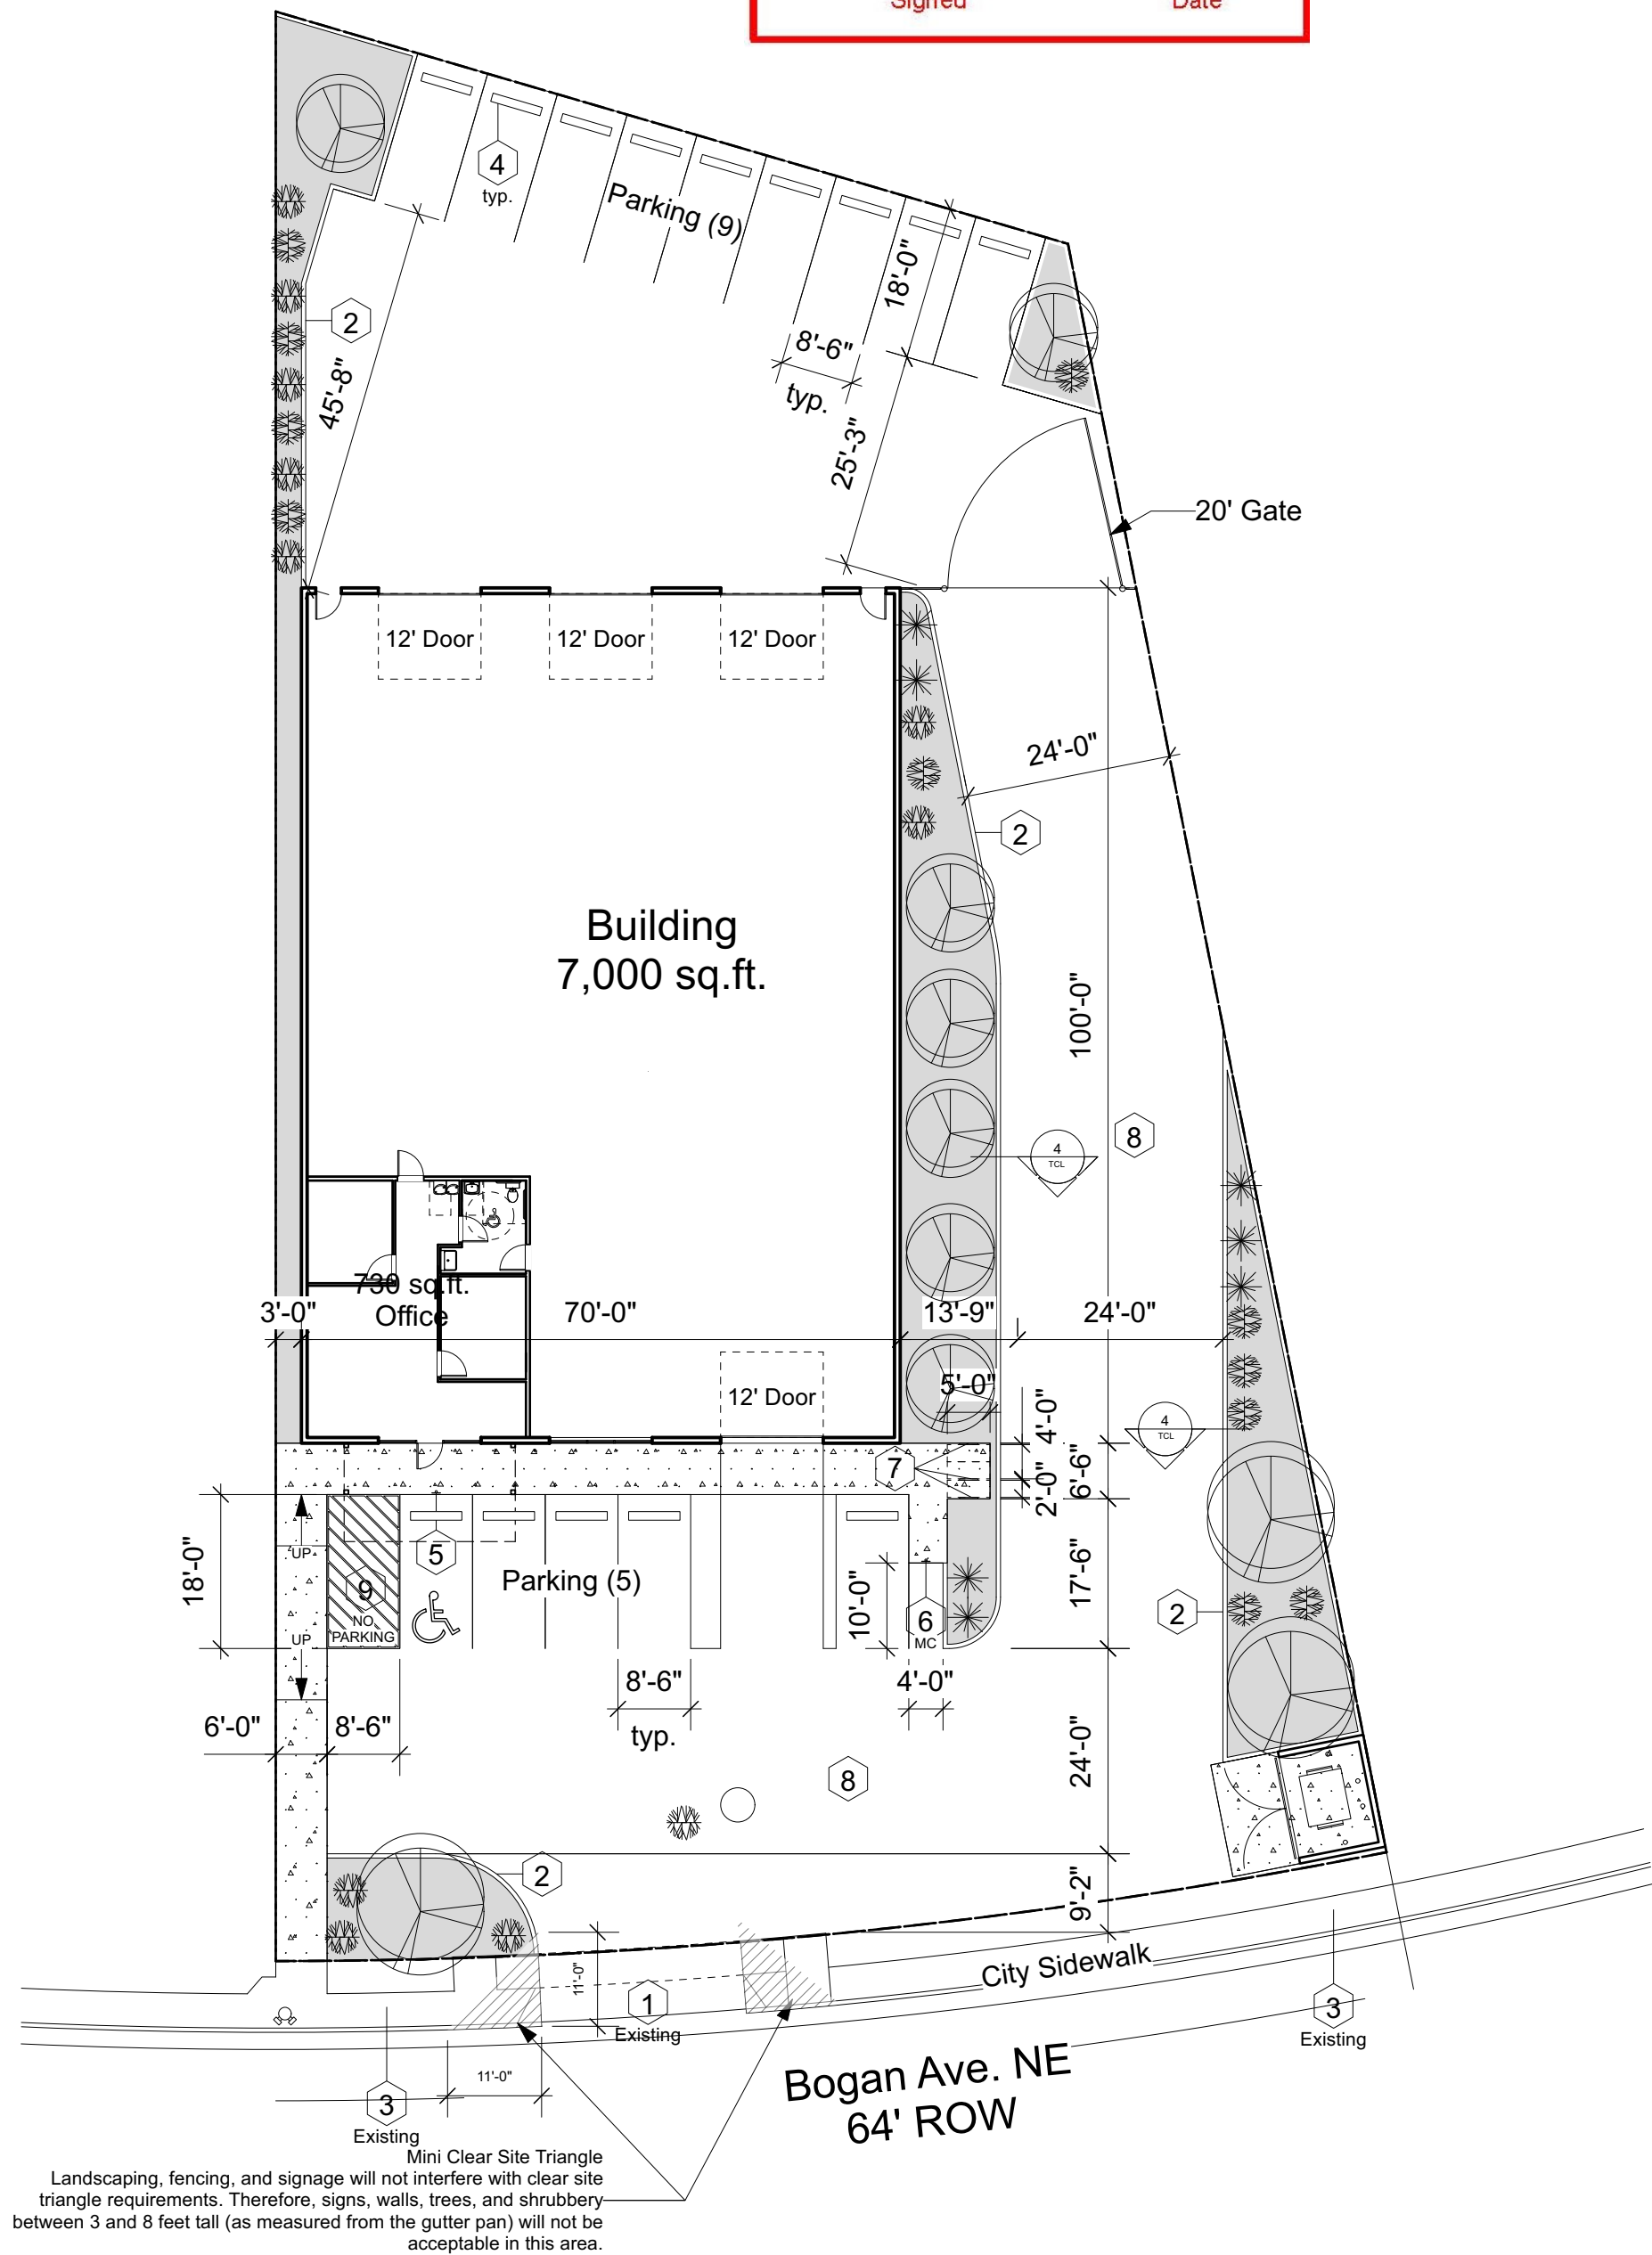 Signed Date
4
typ.
Parking (9)
18'-0"
2
8'-6"
typ.
45'-8"
25'-3"
20' Gate
12' Door 12' Door 12' Door
24'-0"
2
Building
7,000 sq.ft.
100'-0"
8
4
TCL
730 sq.ft.
Office
3'-0" 70'-0" 13'-9" 24'-0"
12' Door
5'-0"
4'-0"
4
TCL
7
2'-0"
6'-6"
18'-0"
UP
5
9
NO
PARKING
UP
Parking (5)
10'-0"
6
MC
17'-6"
2
8'-6"
typ.
4'-0"
6'-0" 8'-6"
24'-0"
8
2
9'-2"
11'-0"
City Sidewalk
1
Existing
3
Existing
11'-0"
Bogan Ave. NE
64' ROW
3
Existing
Mini Clear Site Triangle
Landscaping, fencing, and signage will not interfere with clear site
triangle requirements. Therefore, signs, walls, trees, and shrubbery
between 3 and 8 feet tall (as measured from the gutter pan) will not be
acceptable in this area.